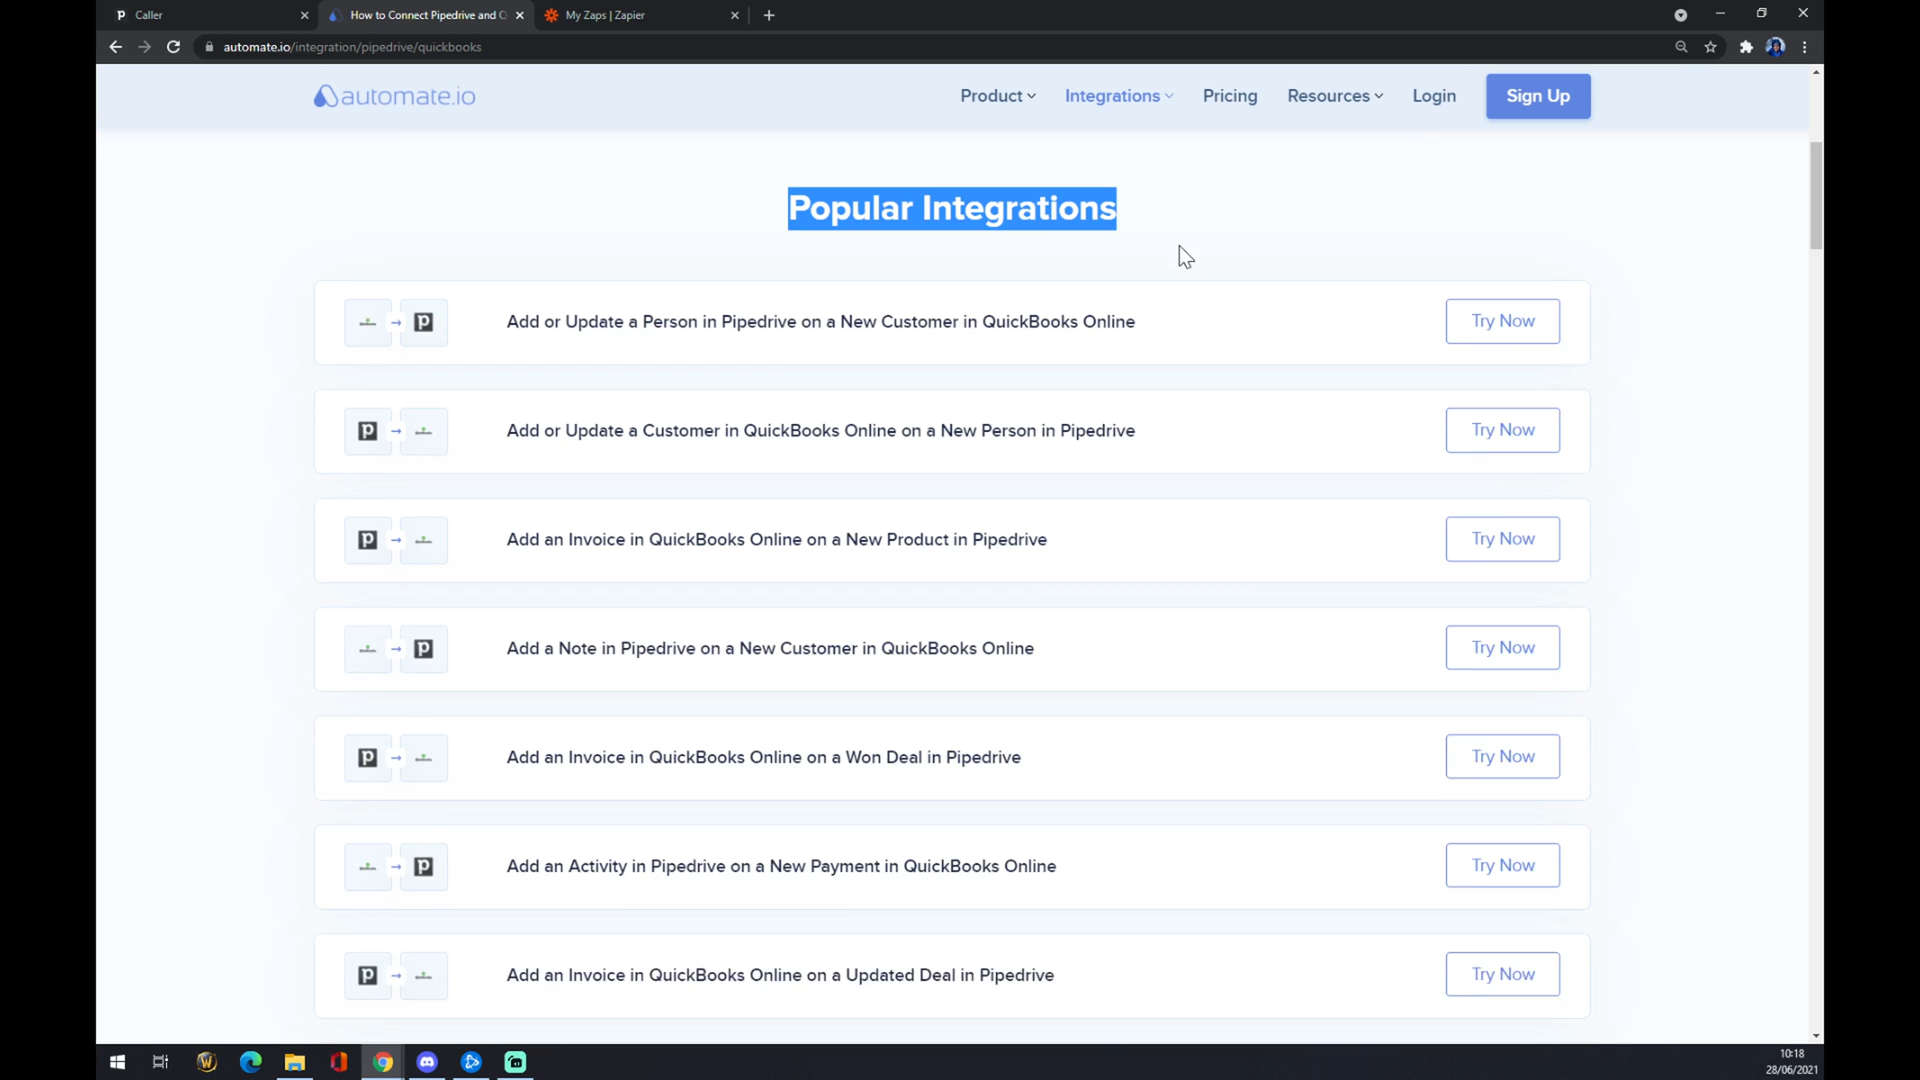 Caller
How to Connect Pipedrive and Q
My Zaps | Zapier
automate.io/integration/pipedrive/quickbooks
automate.io
Product
Integrations
Pricing
Resources
Login
Sign Up
Popular Integrations
Add or Update a Person in Pipedrive on a New Customer in QuickBooks Online
Try Now
Add or Update a Customer in QuickBooks Online on a New Person in Pipedrive
Try Now
Add an Invoice in QuickBooks Online on a New Product in Pipedrive
Try Now
Add a Note in Pipedrive on a New Customer in QuickBooks Online
Try Now
Add an Invoice in QuickBooks Online on a Won Deal in Pipedrive
Try Now
Add an Activity in Pipedrive on a New Payment in QuickBooks Online
Try Now
Add an Invoice in QuickBooks Online on a Updated Deal in Pipedrive
Try Now
10:18
28/06/2021